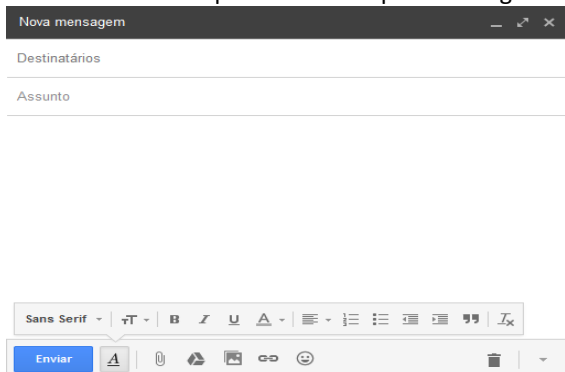 Nova mensagem
Destinatários
Assunto
Sans Serif
Enviar